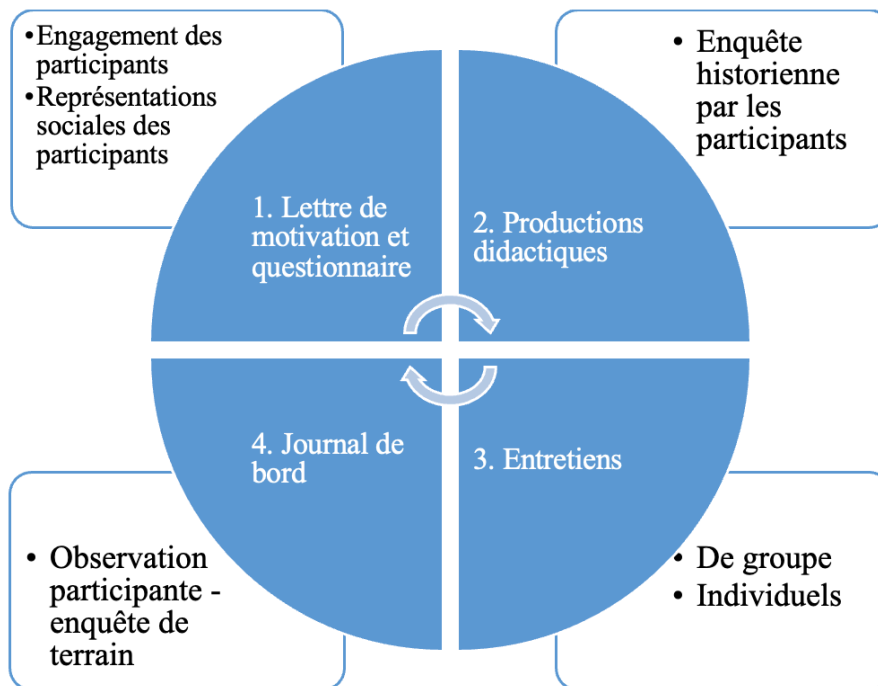 •Engagement des
participants
•Représentations
sociales des
participants
• Enquête
historienne
par les
participants
1. Lettre de
motivation et
questionnaire
2. Productions
didactiques
4. Journal de
bord
3. Entretiens
• Observation
participante -
enquête de
terrain
• De groupe
• Individuels